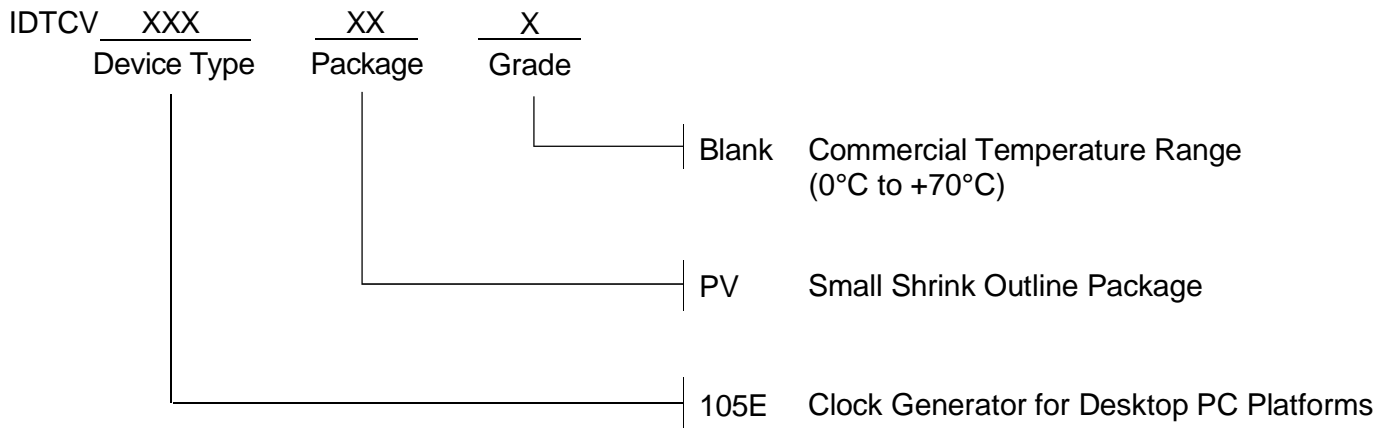 IDTCV XXX XX X
Device Type Package Grade
Blank Commercial Temperature Range
(0°C to +70°C)
PV Small Shrink Outline Package
105E Clock Generator for Desktop PC Platforms